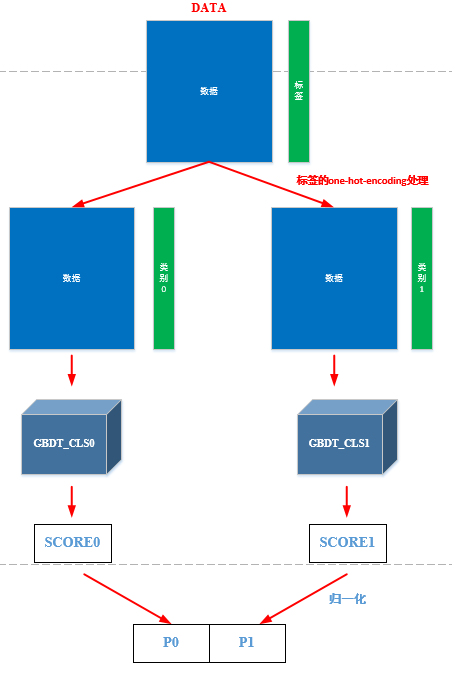 DATA
数据
标签
标签的one-hot-encoding处理
数据
类别0
数据
类别1
GBDT_CLS0
GBDT_CLS1
SCORE0
SCORE1
归一化
P0
P1